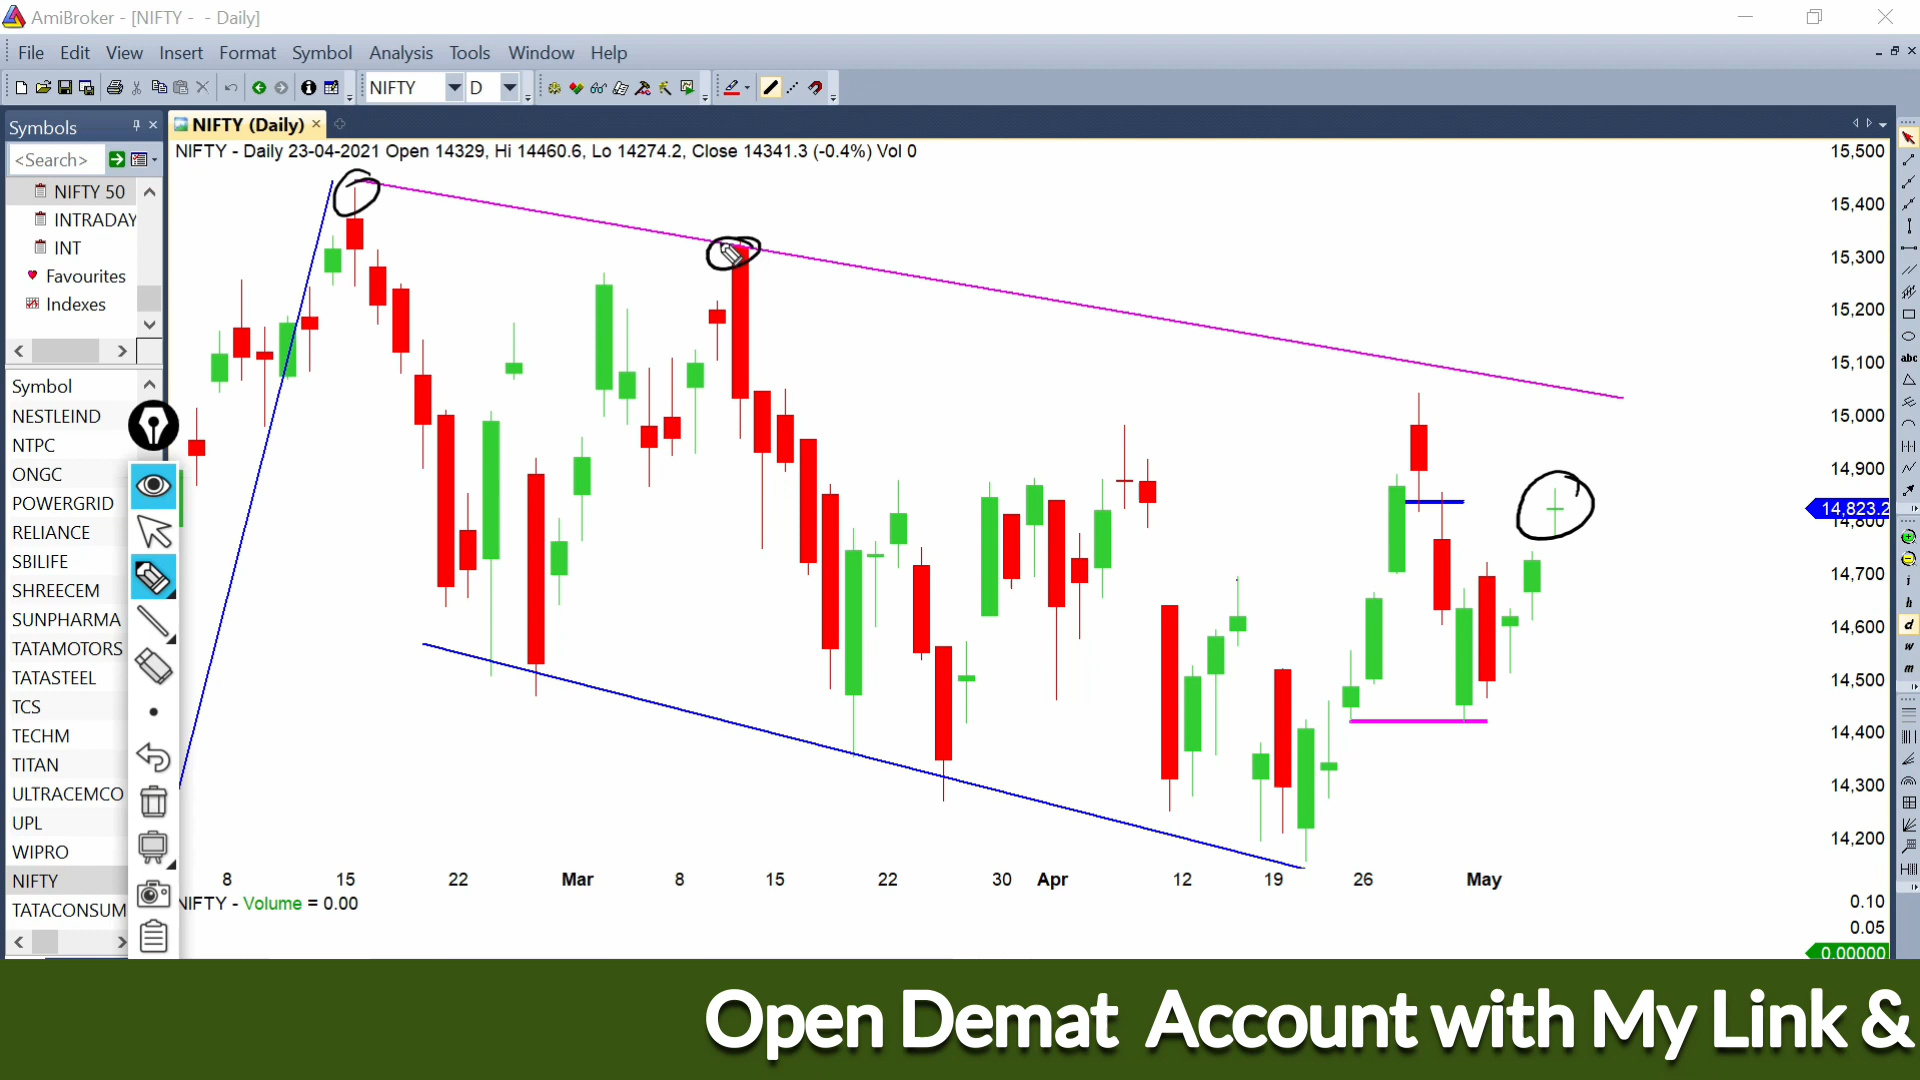 AmiBroker - [NIFTY -  - Daily]
File Edit View Insert Format Symbol Analysis Tools Window Help
NIFTY D
Symbols
NIFTY (Daily)
<Search>
NIFTY - Daily 23-04-2021 Open 14329, Hi 14460.6, Lo 14274.2, Close 14341.3 (-0.4%) Vol 0
NIFTY 50
INTRADAY
INT
Favourites
Indexes
Symbol
NESTLEIND
NTPC
ONGC
POWERGRID
RELIANCE
SBILIFE
SHREECEM
SUNPHARMA
TATAMOTORS
TATASTEEL
TCS
TECHM
TITAN
ULTRACEMCO
UPL
WIPRO
NIFTY
TATACONSUM
15,500
15,400
15,300
15,200
15,100
15,000
14,900
14,823.2
14,800
14,700
14,600
14,500
14,400
14,300
14,200
8 15 22 Mar 8 15 22 30 Apr 12 19 26 May
NIFTY - Volume = 0.00
0.10
0.05
0.00000
abc
i
h
d
w
m
Open Demat Account with My Link &